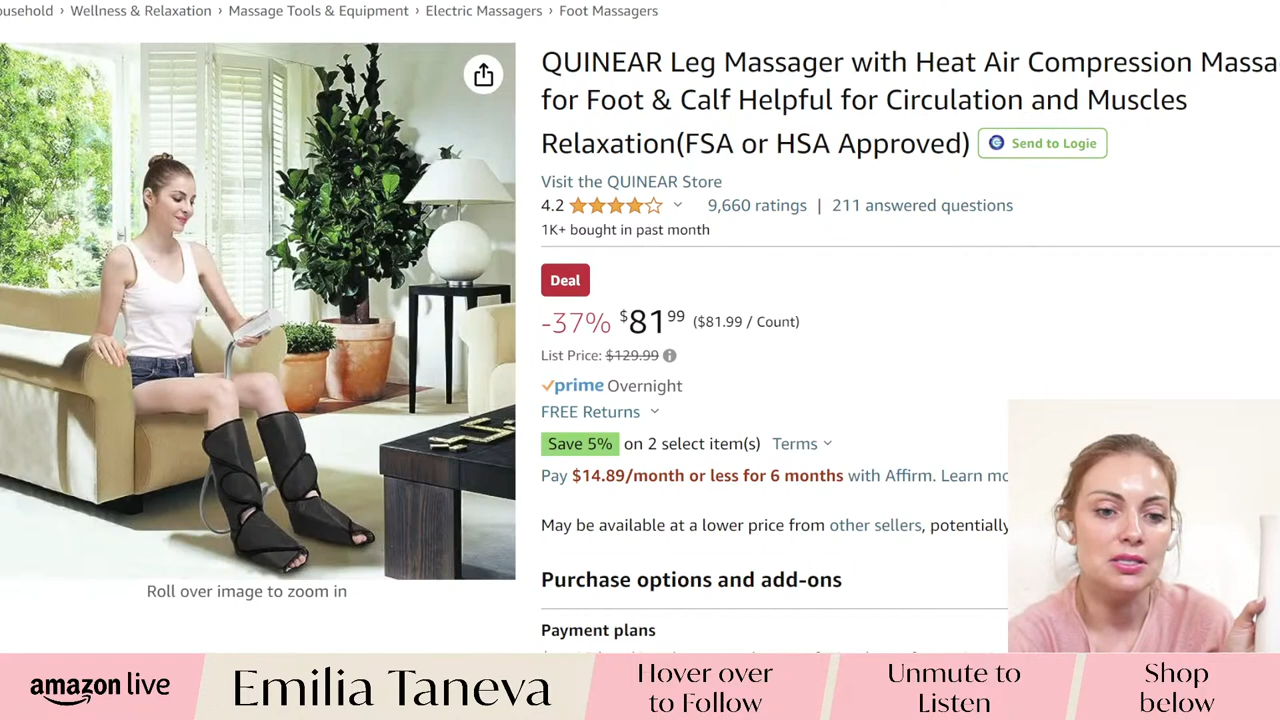 ousehold › Wellness & Relaxation › Massage Tools & Equipment › Electric Massagers › Foot Massagers
QUINEAR Leg Massager with Heat Air Compression Massa
for Foot & Calf Helpful for Circulation and Muscles
Relaxation(FSA or HSA Approved) Send to Logie
Visit the QUINEAR Store
4.2 9,660 ratings | 211 answered questions
1K+ bought in past month
Deal
-37% $81 99 ($81.99 / Count)
List Price: $129.99
prime Overnight
FREE Returns
Save 5% on 2 select item(s) Terms
Pay $14.89/month or less for 6 months with Affirm. Learn mo
May be available at a lower price from other sellers, potentially
Roll over image to zoom in
Purchase options and add-ons
Payment plans
amazon live
Emilia Taneva
Hover over
to Follow
Unmute to
Listen
Shop
below